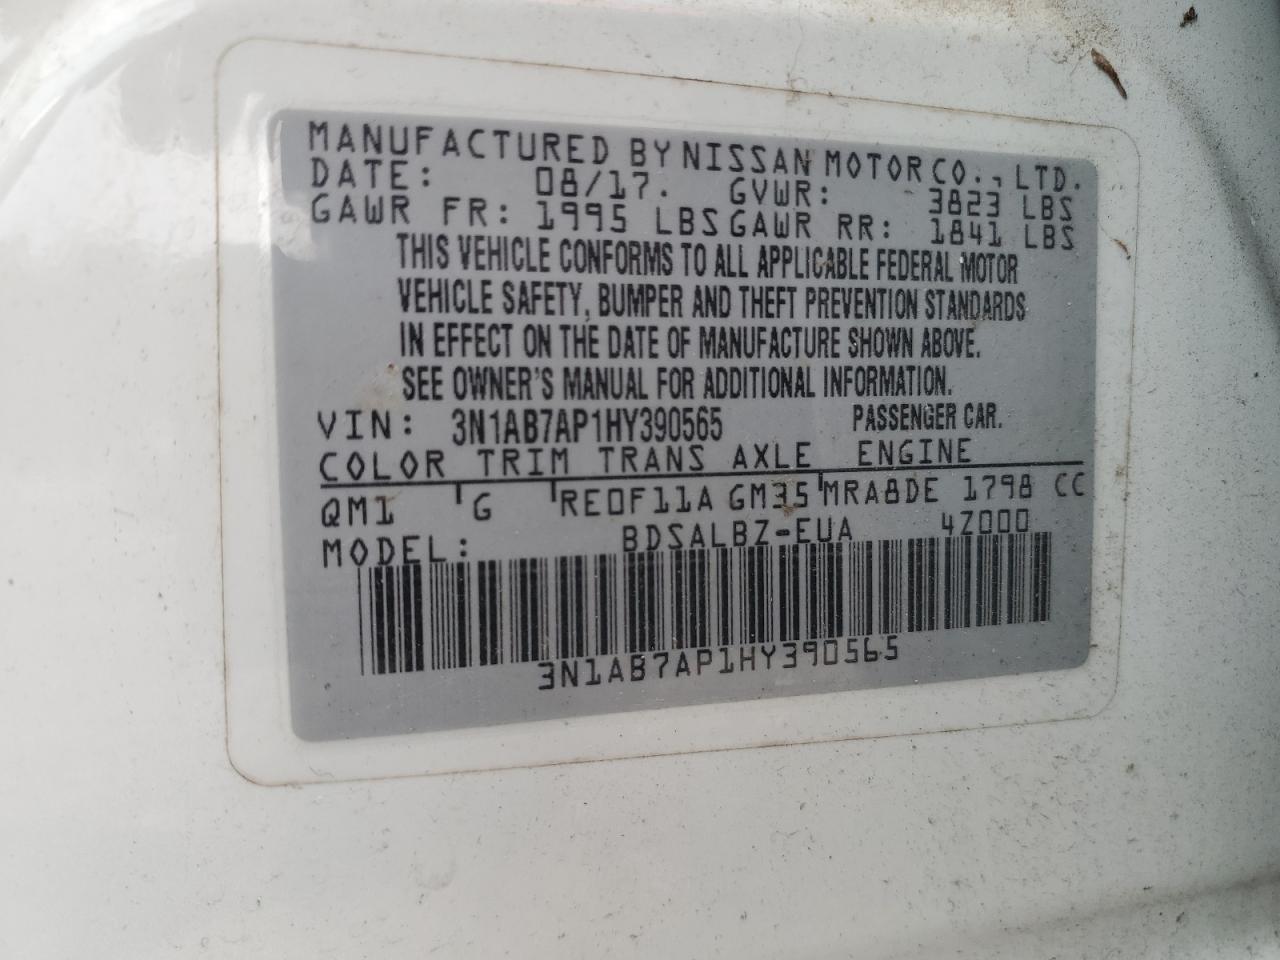 MANUFACTURED BY NISSAN MOTOR CO., LTD.
DATE: 08/17. GVWR: 3823 LBS
GAWR FR: 1995 LBS GAWR RR: 1841 LBS
THIS VEHICLE CONFORMS TO ALL APPLICABLE FEDERAL MOTOR
VEHICLE SAFETY, BUMPER AND THEFT PREVENTION STANDARDS
IN EFFECT ON THE DATE OF MANUFACTURE SHOWN ABOVE.
SEE OWNER'S MANUAL FOR ADDITIONAL INFORMATION.
VIN: 3N1AB7AP1HY390565 PASSENGER CAR.
COLOR TRIM TRANS AXLE ENGINE
QM1 G RE0F11A GM35 MRA8DE 1798 CC
MODEL: BDSALBZ-EUA 4Z000
3N1AB7AP1HY390565